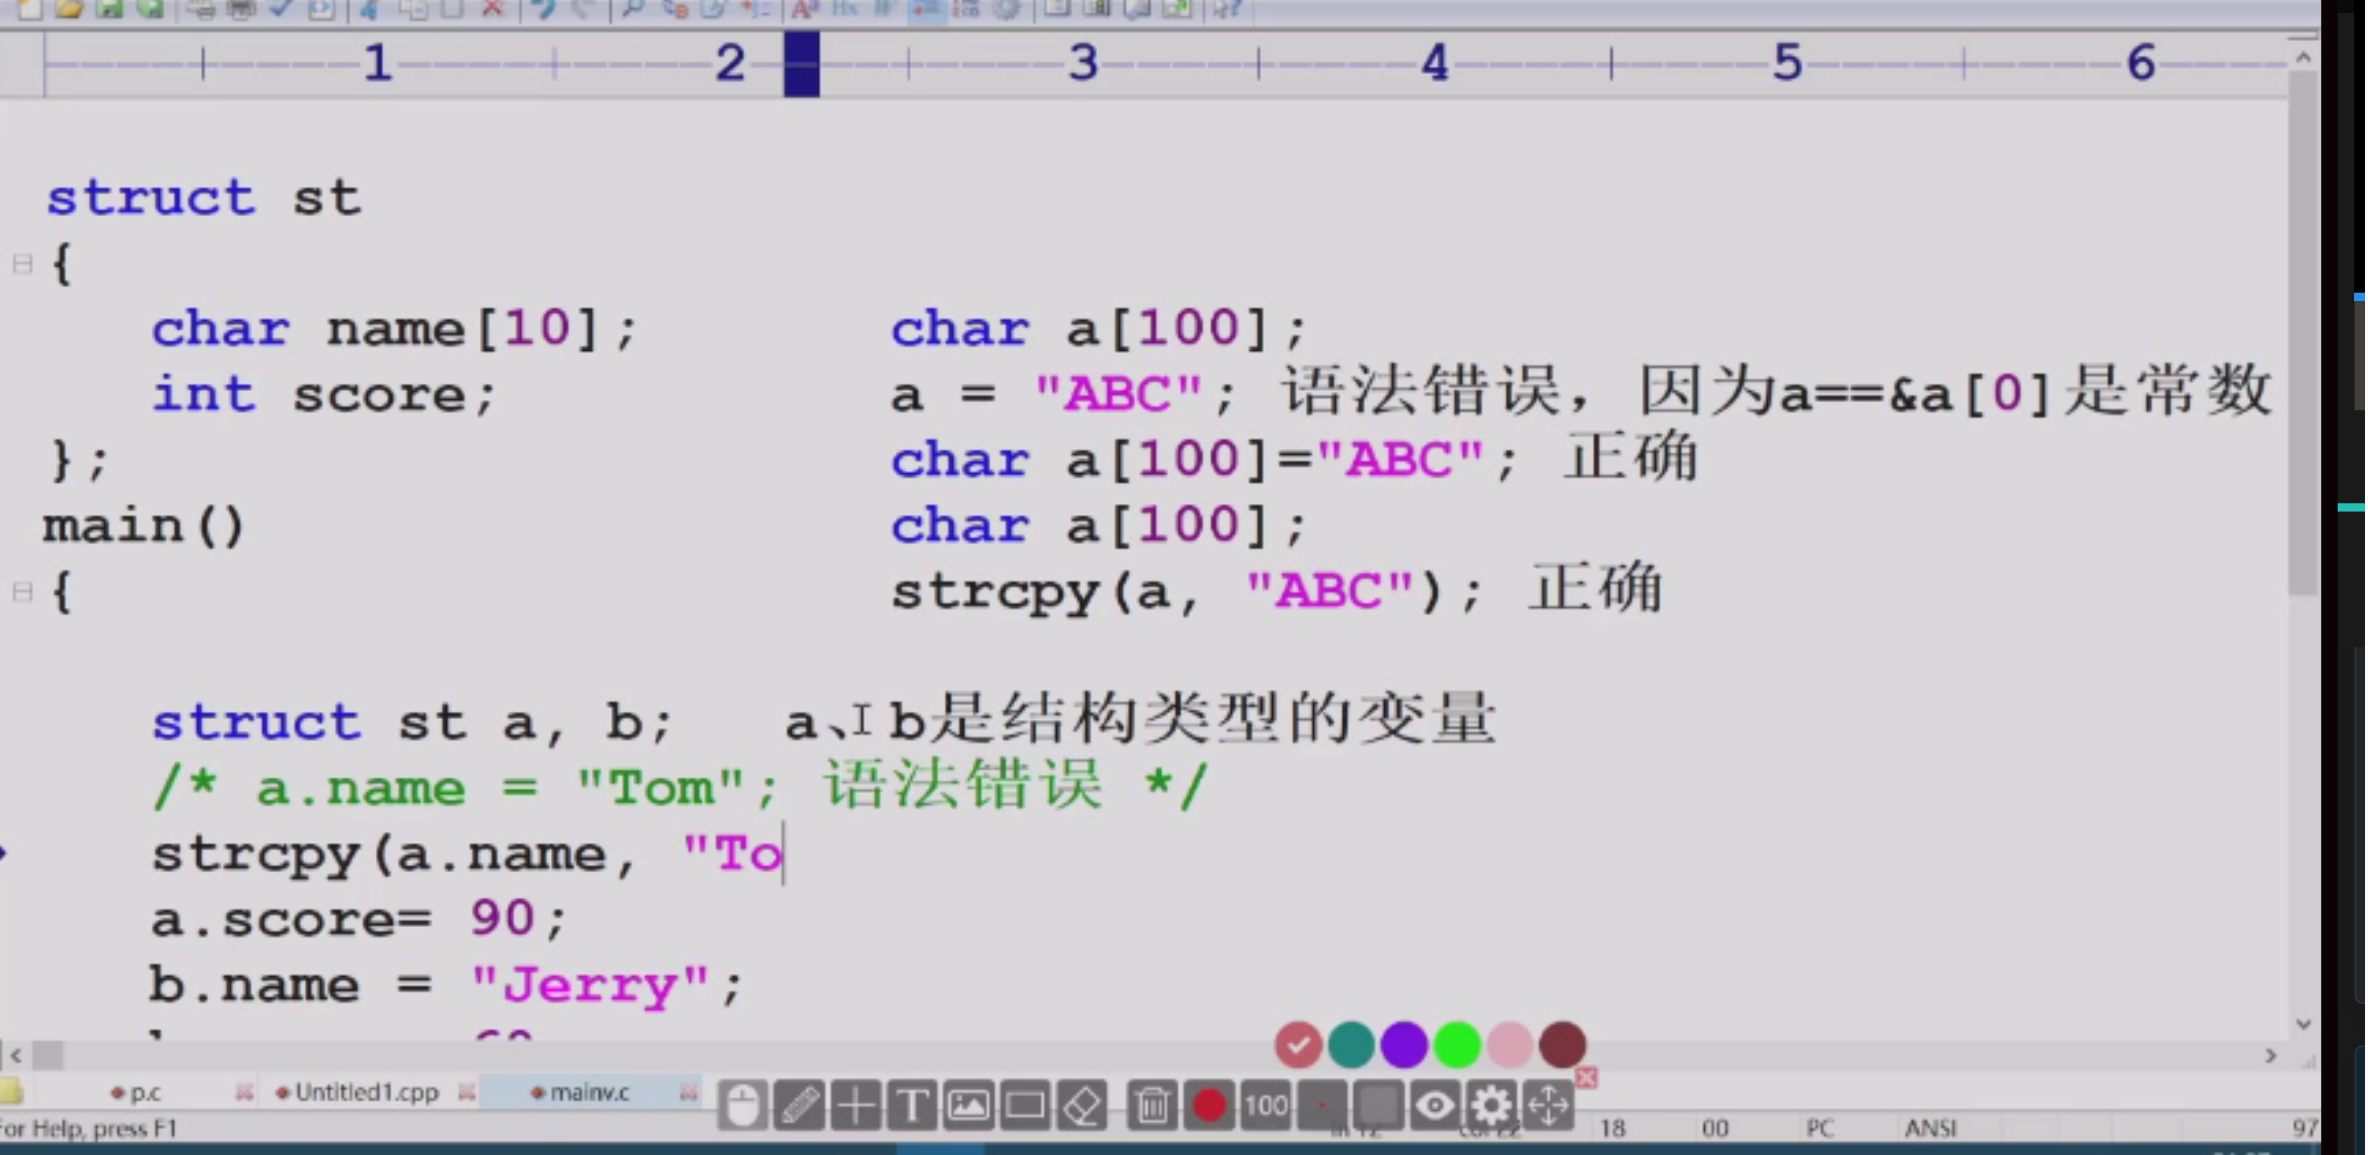 1 2 3 4 5 6
struct st
{
char name[10]; char a[100];
int score; a = "ABC"; 语法错误，因为a==&a[0]是常数
}; char a[100]="ABC"; 正确
main() char a[100];
{ strcpy(a, "ABC"); 正确
struct st a, b; a、b是结构类型的变量
/* a.name = "Tom"; 语法错误 */
strcpy(a.name, "To
a.score= 90;
b.name = "Jerry";
p.c Untitled1.cpp mainv.c T 100
For Help, press F1 18 00 PC ANSI 97